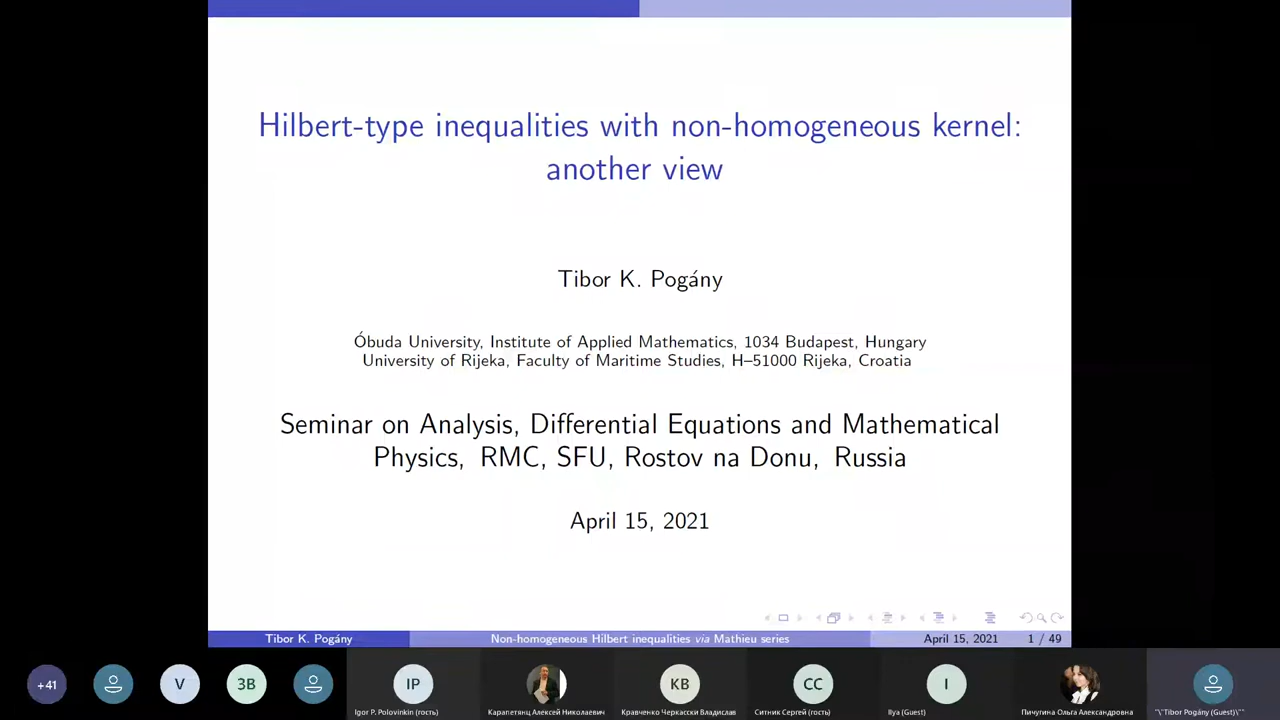 Hilbert-type inequalities with non-homogeneous kernel:
another view
Tibor K. Pogány
Óbuda University, Institute of Applied Mathematics, 1034 Budapest, Hungary
University of Rijeka, Faculty of Maritime Studies, H–51000 Rijeka, Croatia
Seminar on Analysis, Differential Equations and Mathematical
Physics, RMC, SFU, Rostov na Donu, Russia
April 15, 2021
Tibor K. Pogány Non-homogeneous Hilbert inequalities via Mathieu series April 15, 2021 1 / 49
+41 V ЗВ IP КВ СС I
Igor P. Polovinkin (гость) Карапетянц Алексей Николаевич Кравченко Черкасски Владислав Ситник Сергей (гость) Ilya (Guest) Пичугина Ольга Александровна "\"Tibor Pogány (Guest)\""